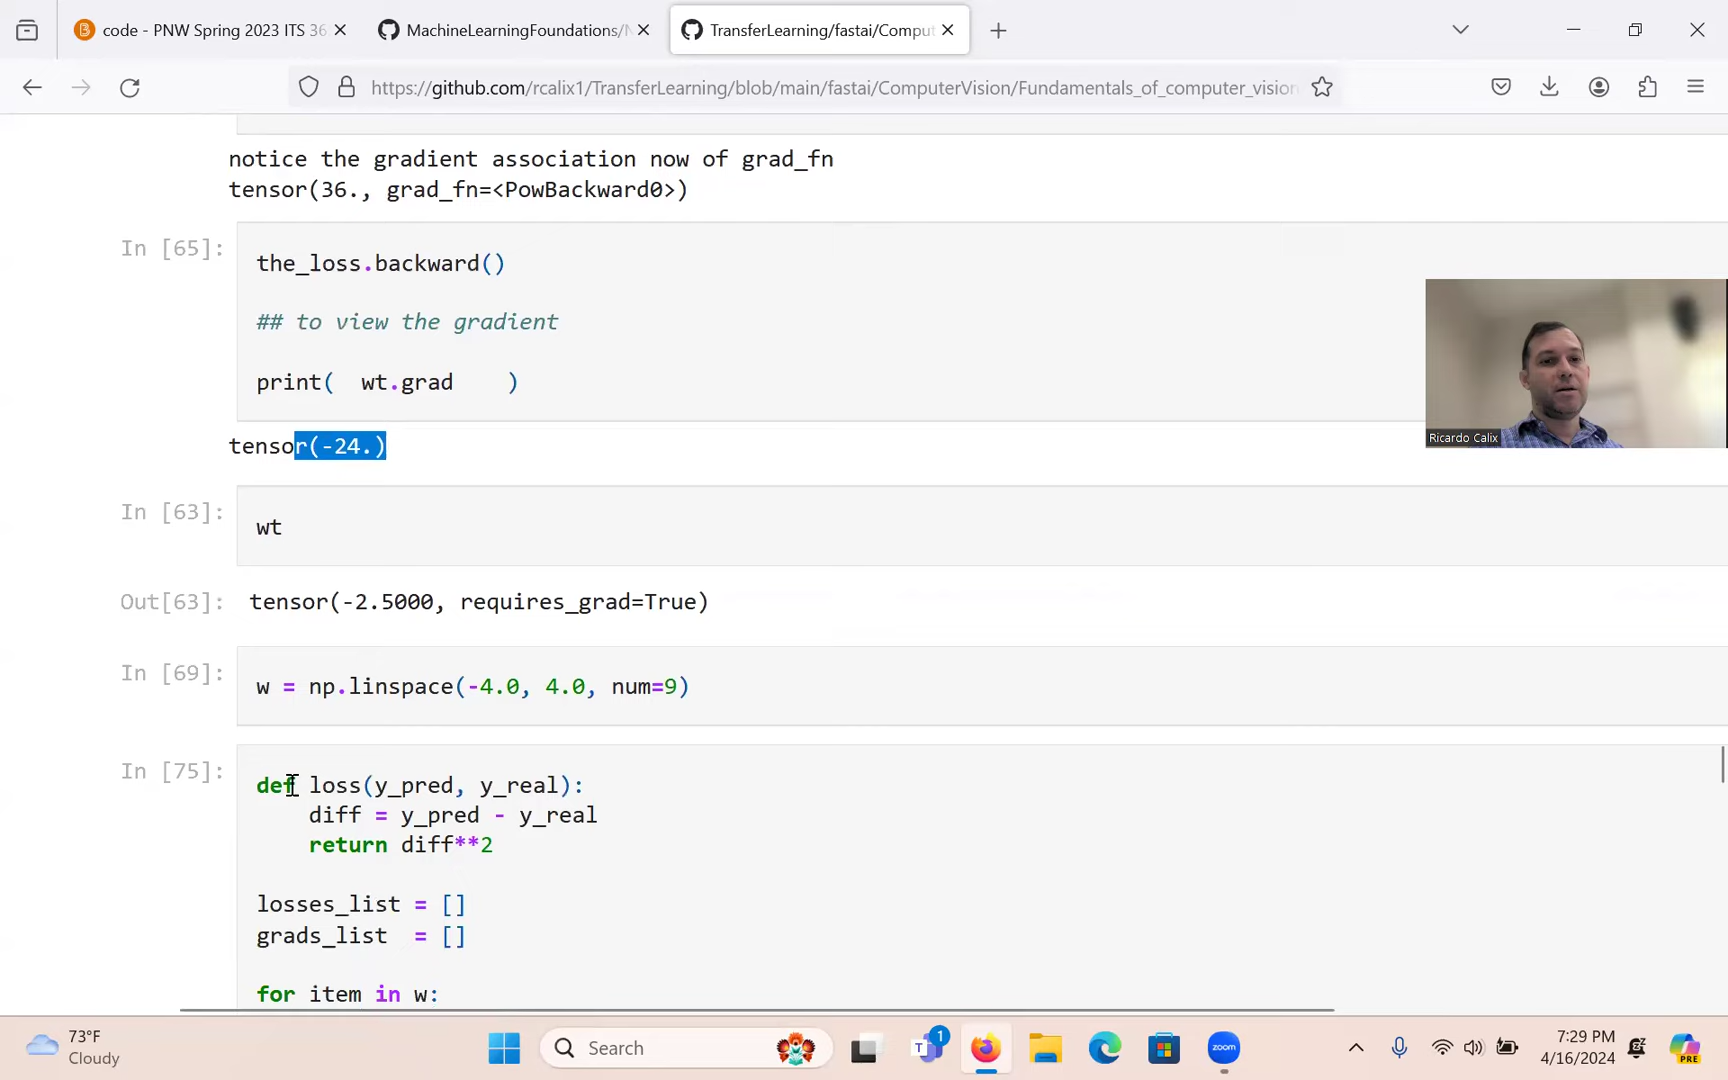 code - PNW Spring 2023 ITS 36
MachineLearningFoundations/N
TransferLearning/fastai/Comput
https://github.com/rcalix1/TransferLearning/blob/main/fastai/ComputerVision/Fundamentals_of_computer_vision
notice the gradient association now of grad_fn
tensor(36., grad_fn=<PowBackward0>)
In [65]:
the_loss.backward()
## to view the gradient
print(  wt.grad    )
tensor(-24.)
Ricardo Calix
In [63]:
wt
Out[63]:
tensor(-2.5000, requires_grad=True)
In [69]:
w = np.linspace(-4.0, 4.0, num=9)
In [75]:
def loss(y_pred, y_real):
    diff = y_pred - y_real
    return diff**2
losses_list = []
grads_list  = []
for item in w:
73°F
Cloudy
Search
1
zoom
7:29 PM
4/16/2024
PRE